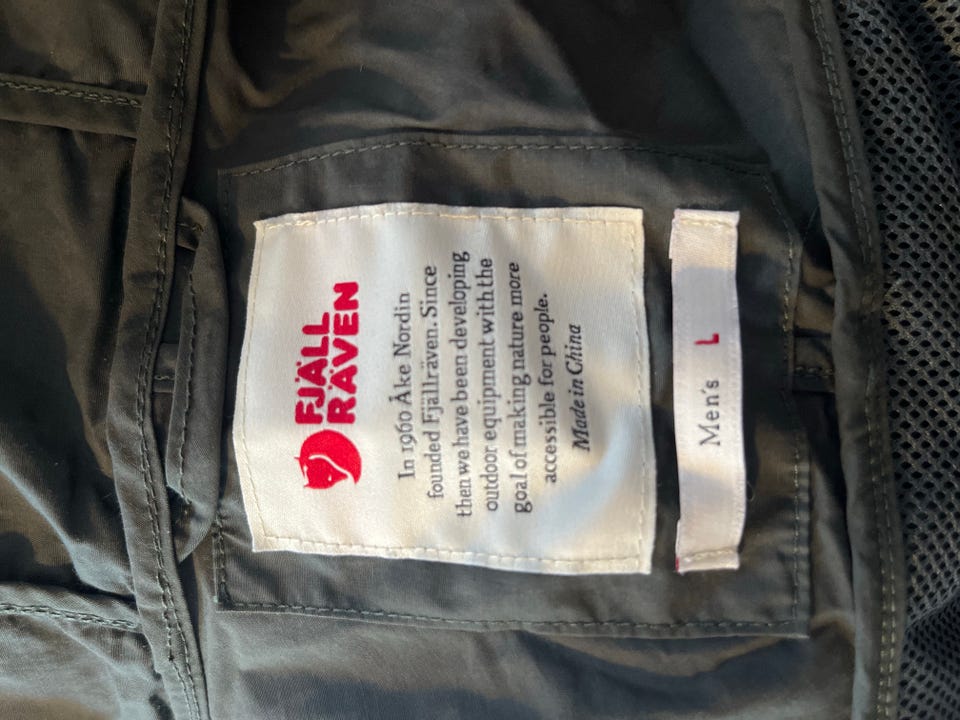 FJÄLL
RÄVEN
In 1960 Åke Nordin
founded Fjällräven. Since
then we have been developing
outdoor equipment with the
goal of making nature more
accessible for people.
Made in China
Men's L